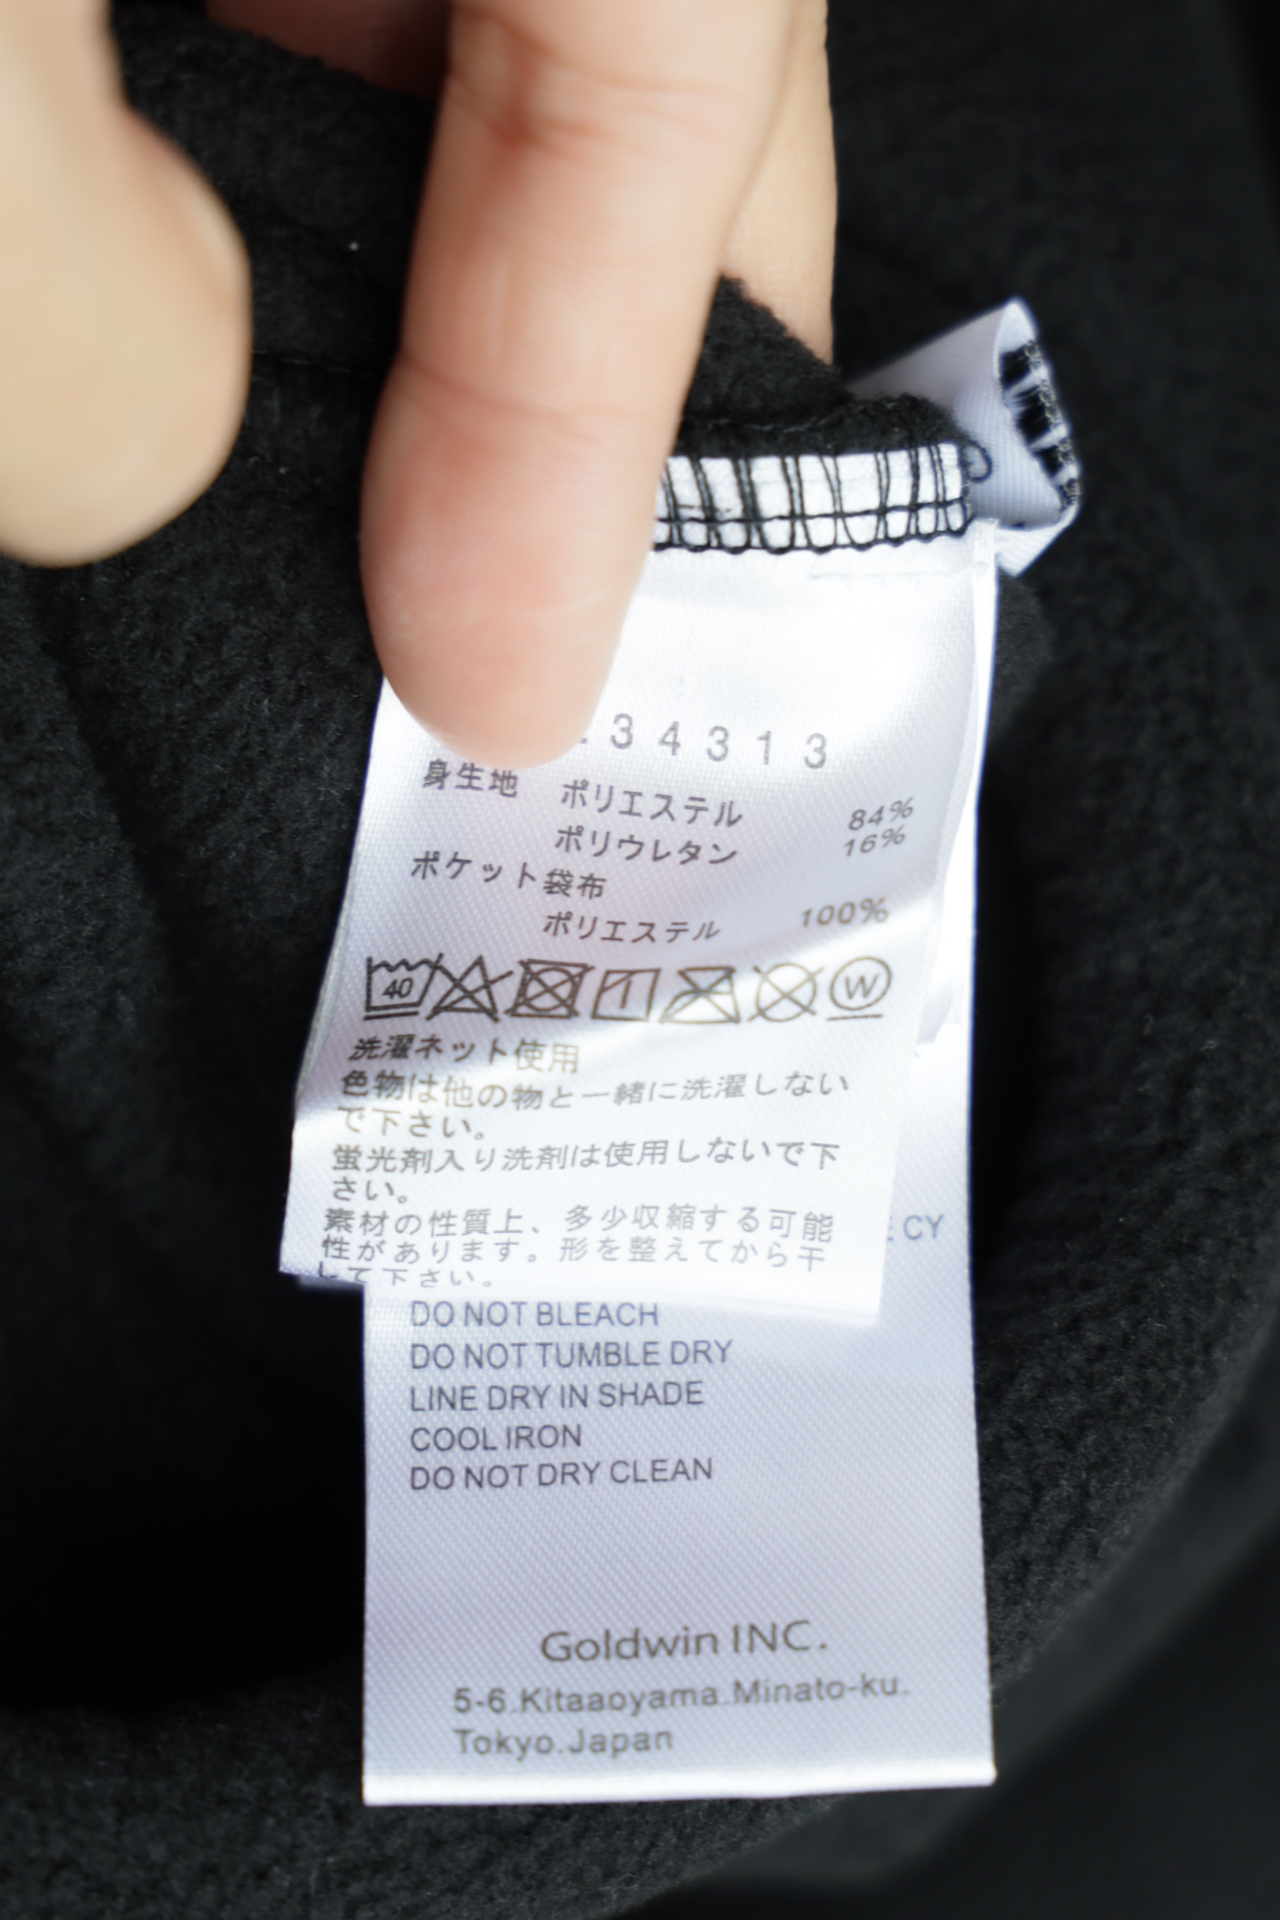 34313
身生地 ポリエステル 84%
ポリウレタン 16%
ポケット袋布
ポリエステル 100%
40 W
洗濯ネット使用
色物は他の物と一緒に洗濯しない
で下さい。
蛍光剤入り洗剤は使用しないで下
さい。
素材の性質上、多少収縮する可能
性があります。形を整えてから干
して下さい。
CY
DO NOT BLEACH
DO NOT TUMBLE DRY
LINE DRY IN SHADE
COOL IRON
DO NOT DRY CLEAN
Goldwin INC.
5-6.Kitaaoyama.Minato-ku.
Tokyo.Japan